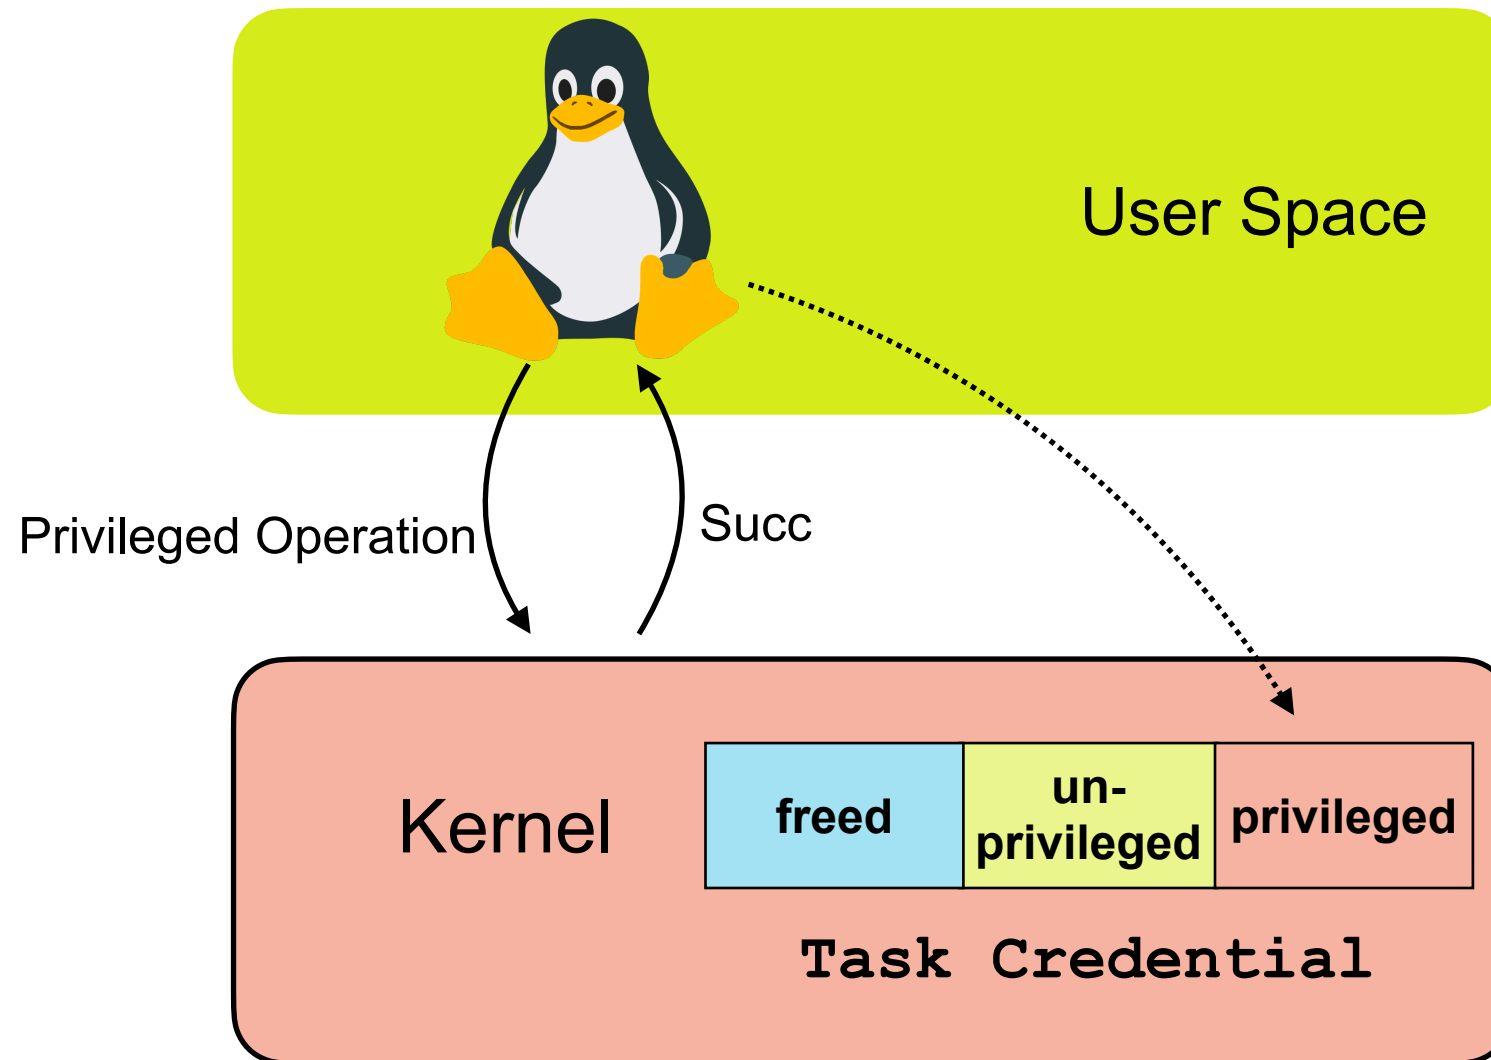 User Space
Privileged Operation
Succ
Kernel
freed
un-
privileged
privileged
Task Credential